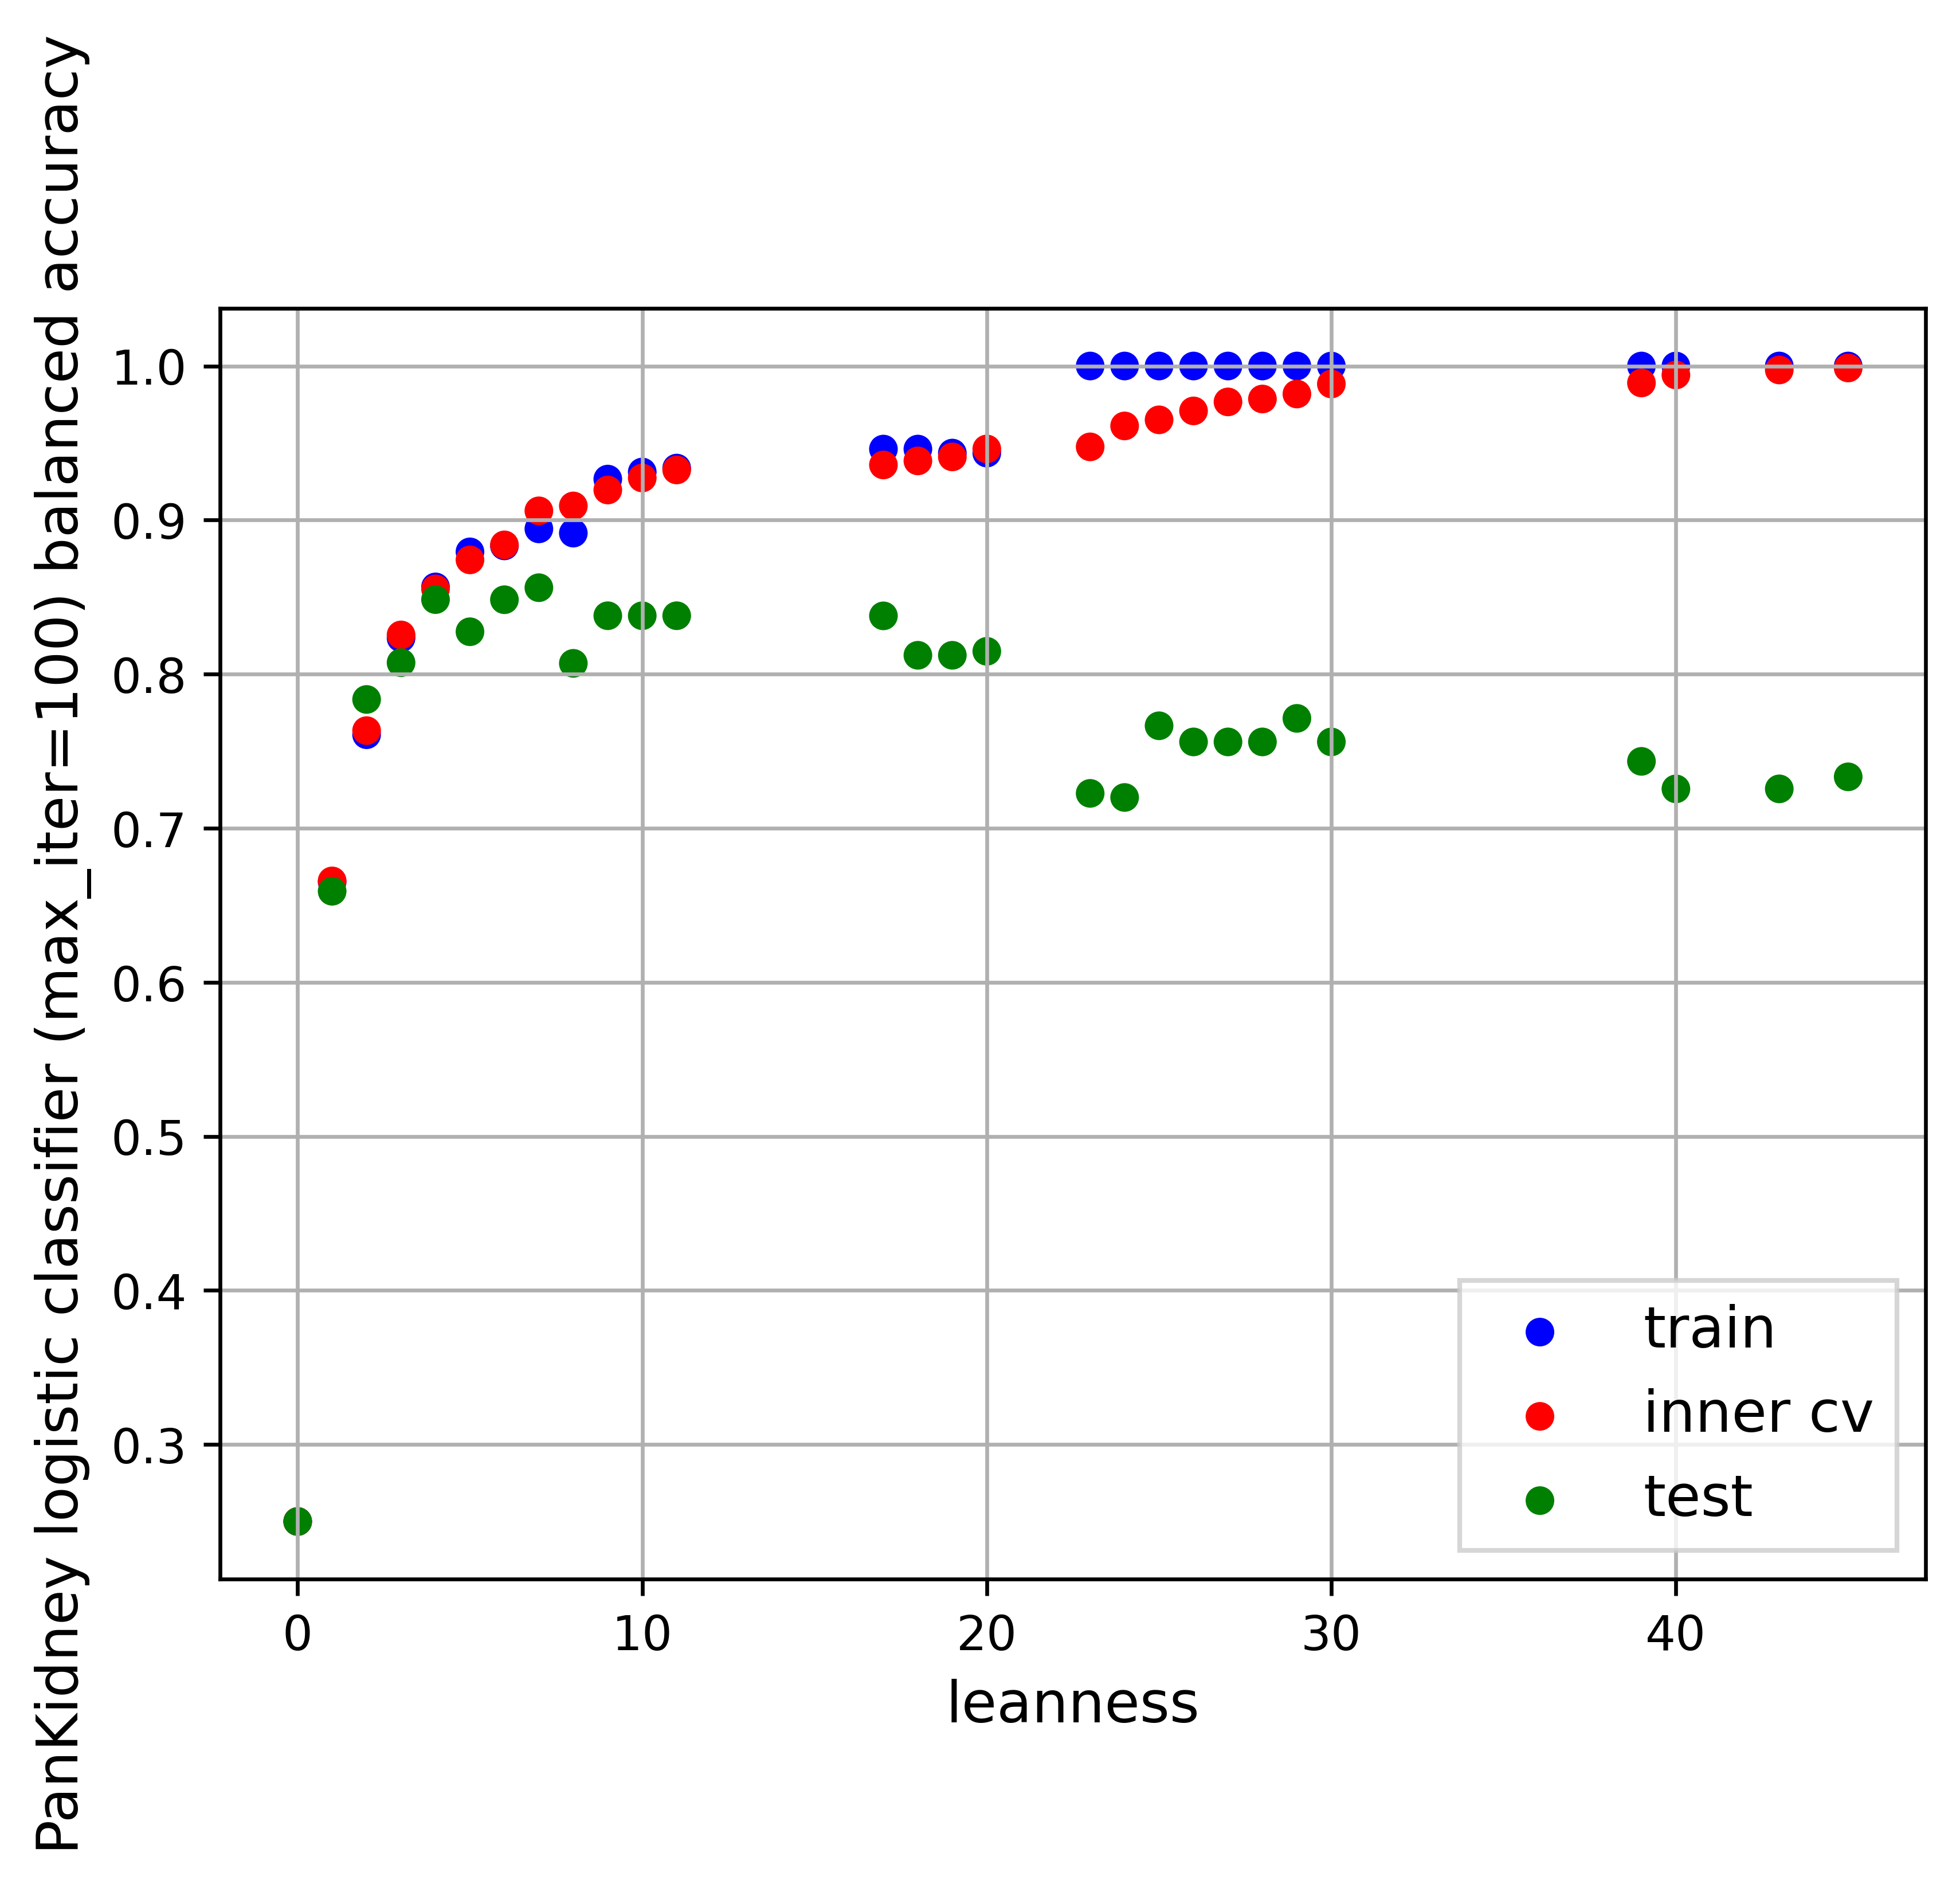 PanKidney logistic classifier (max_iter=100) balanced accuracy
1.0
0.9
0.8
0.7
0.6
0.5
0.4
0.3
train
inner cv
test
0 10 20 30 40
leanness